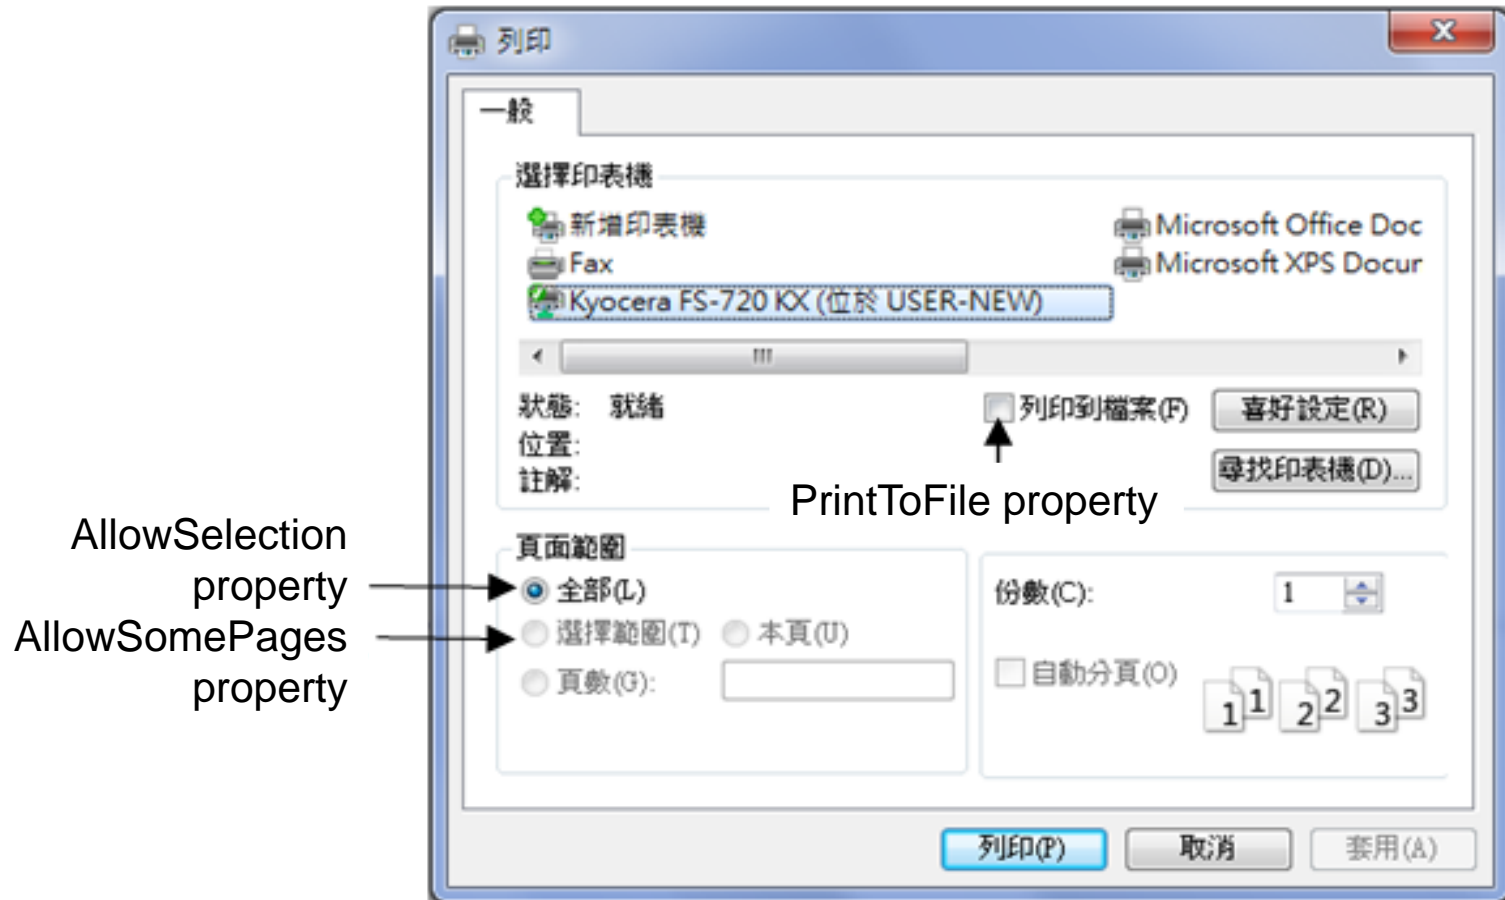 列印
一般
選擇印表機
新增印表機
Microsoft Office Doc
Fax
Microsoft XPS Docur
Kyocera FS-720 KX (位於 USER-NEW)
狀態: 就緒
列印到檔案(F)
喜好設定(R)
位置:
註解:
尋找印表機(D)...
PrintToFile property
AllowSelection
property
AllowSomePages
property
頁面範圍
全部(L)
選擇範圍(T) 本頁(U)
頁數(G):
份數(C): 1
自動分頁(O)
1 1 2 2 3 3
列印(P) 取消 套用(A)